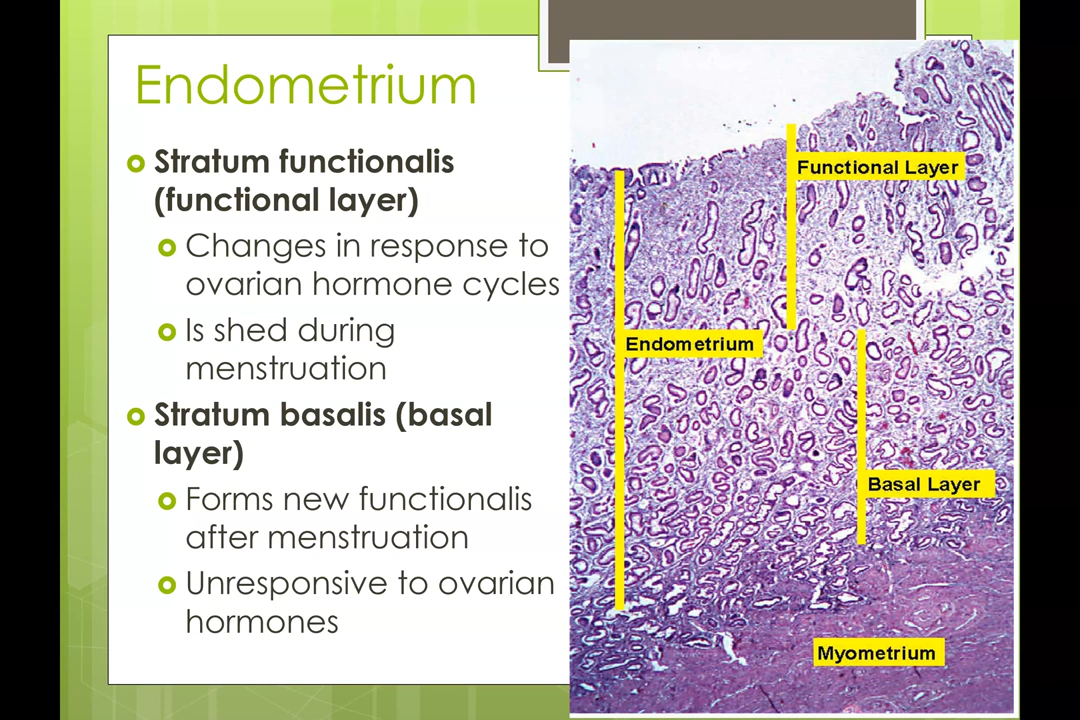 Endometrium
Stratum functionalis
(functional layer)
Changes in response to
ovarian hormone cycles
Is shed during
menstruation
Stratum basalis (basal
layer)
Forms new functionalis
after menstruation
Unresponsive to ovarian
hormones
Functional Layer
Endometrium
Basal Layer
Myometrium